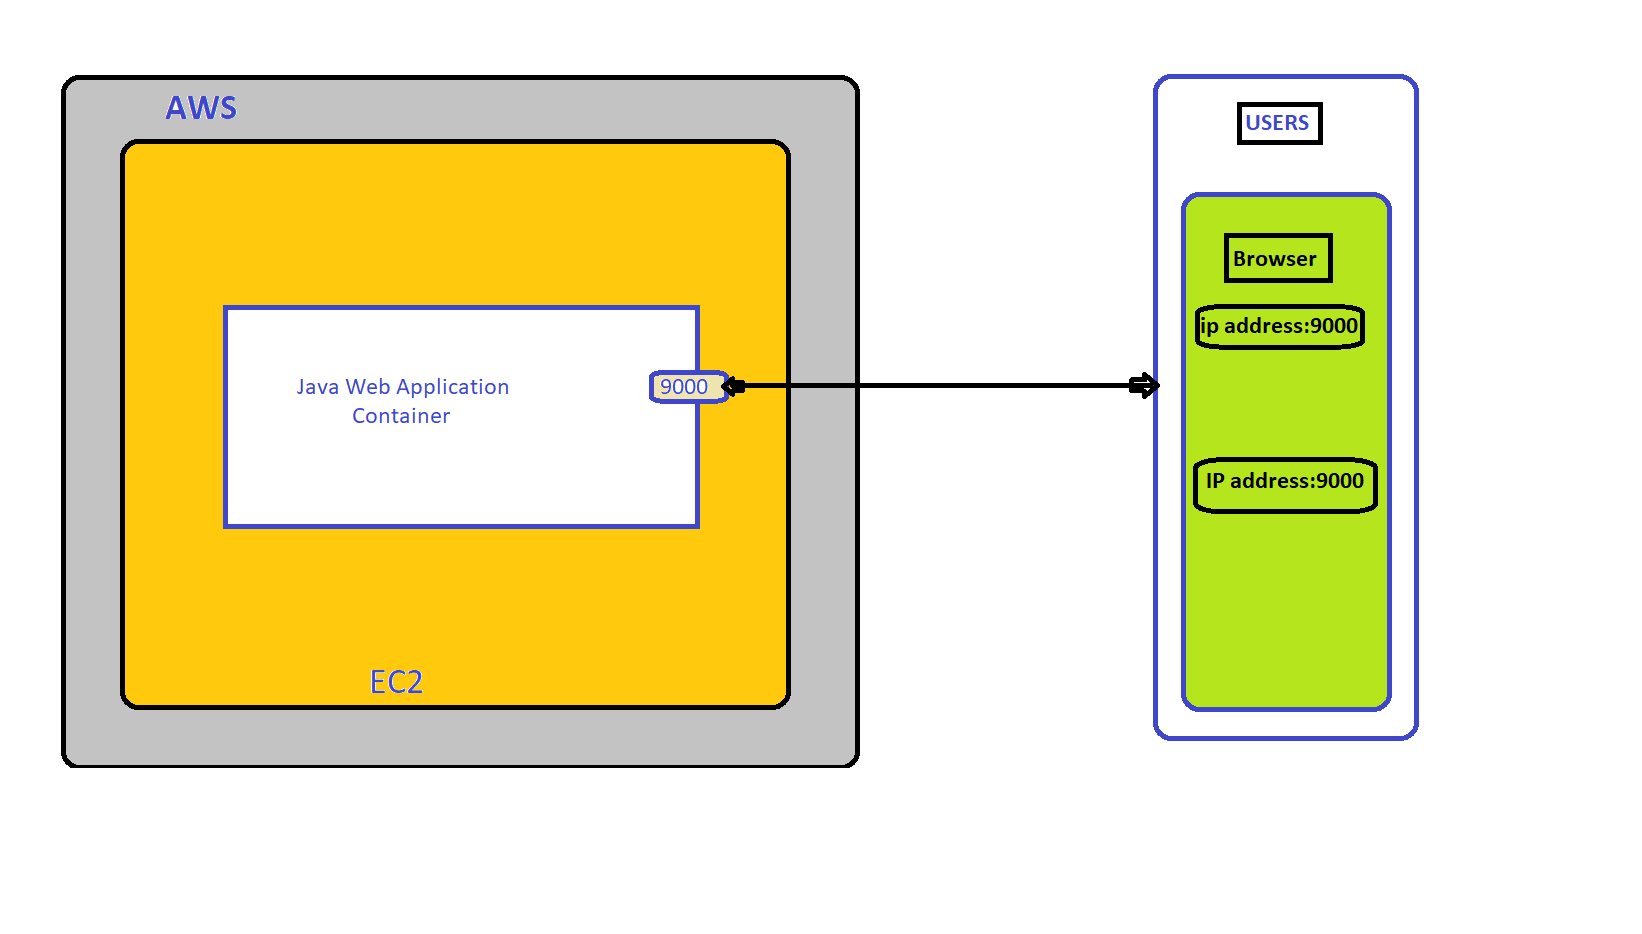 AWS
Java Web Application
Container
9000
EC2
USERS
Browser
ip address:9000
IP address:9000